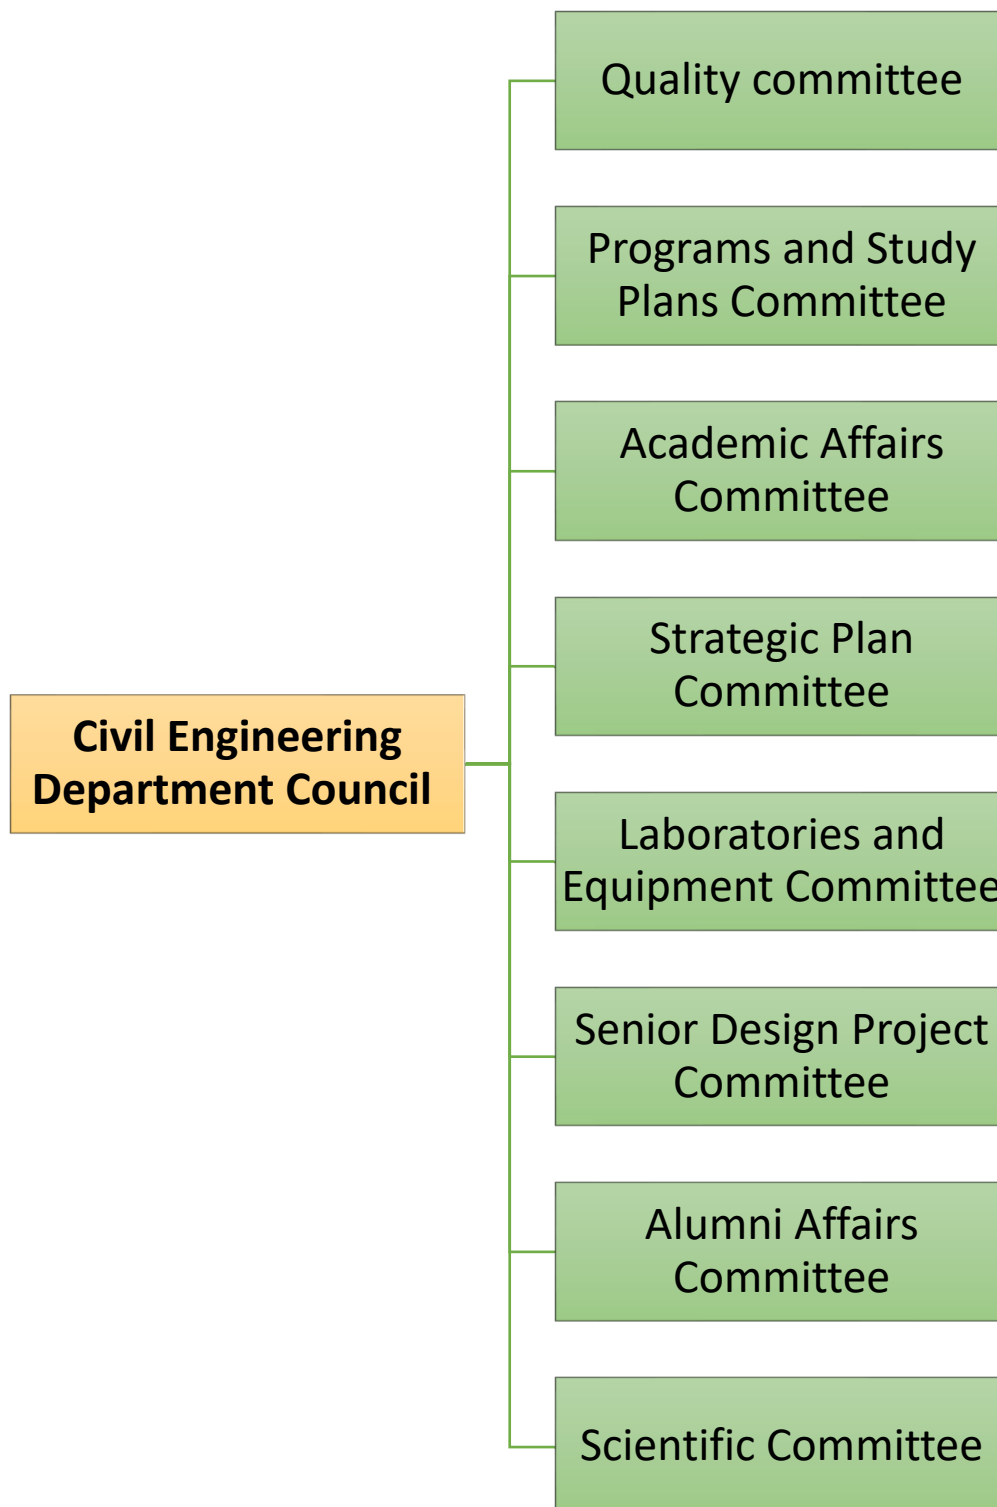 Quality committee
Programs and Study
Plans Committee
Academic Affairs
Committee
Strategic Plan
Committee
Civil Engineering
Department Council
Laboratories and
Equipment Committee
Senior Design Project
Committee
Alumni Affairs
Committee
Scientific Committee